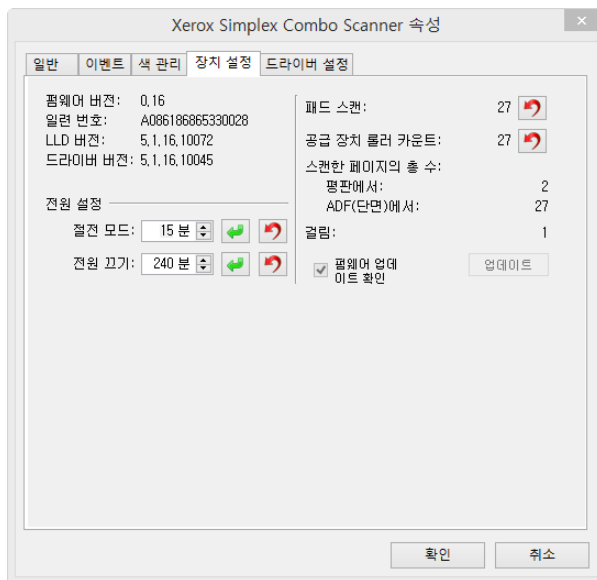 Xerox Simplex Combo Scanner 속성
일반 이벤트 색 관리 장치 설정 드라이버 설정
펌웨어 버전: 0.16
일련 번호: A086186865330028
LLD 버전: 5.1.16.10072
드라이버 버전: 5.1.16.10045
전원 설정
절전 모드: 15 분
전원 끄기: 240 분
패드 스캔: 27
공급 장치 롤러 카운트: 27
스캔한 페이지의 총 수:
평판에서: 2
ADF(단면)에서: 27
걸림: 1
펌웨어 업데
이트 확인
업데이트
확인 취소